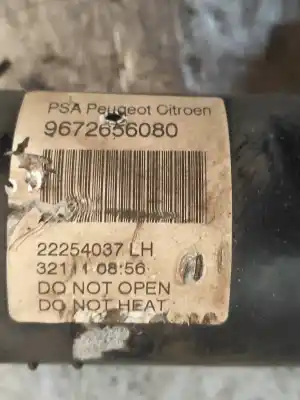 PSA Peugeot Citroen
9672656080
22254037 LH
32111 08:56
DO NOT OPEN
DO NOT HEAT